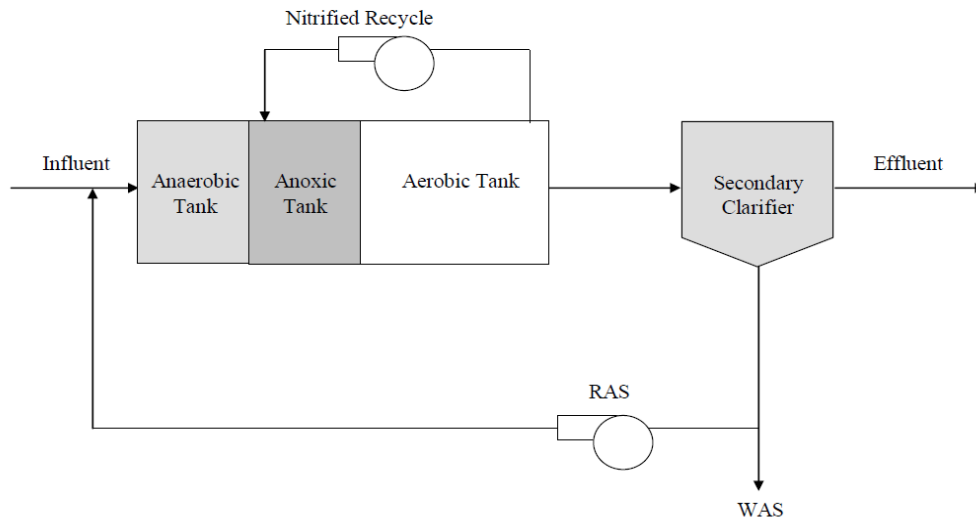 Nitrified Recycle
Influent
Anaerobic
Tank
Anoxic
Tank
Aerobic Tank
Secondary
Clarifier
Effluent
RAS
WAS